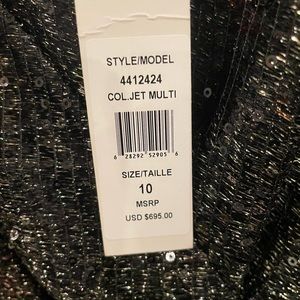 STYLE/MODEL
4412424
COL.JET MULTI
6 28292 52905 6
SIZE/TAILLE
10
MSRP
USD $695.00